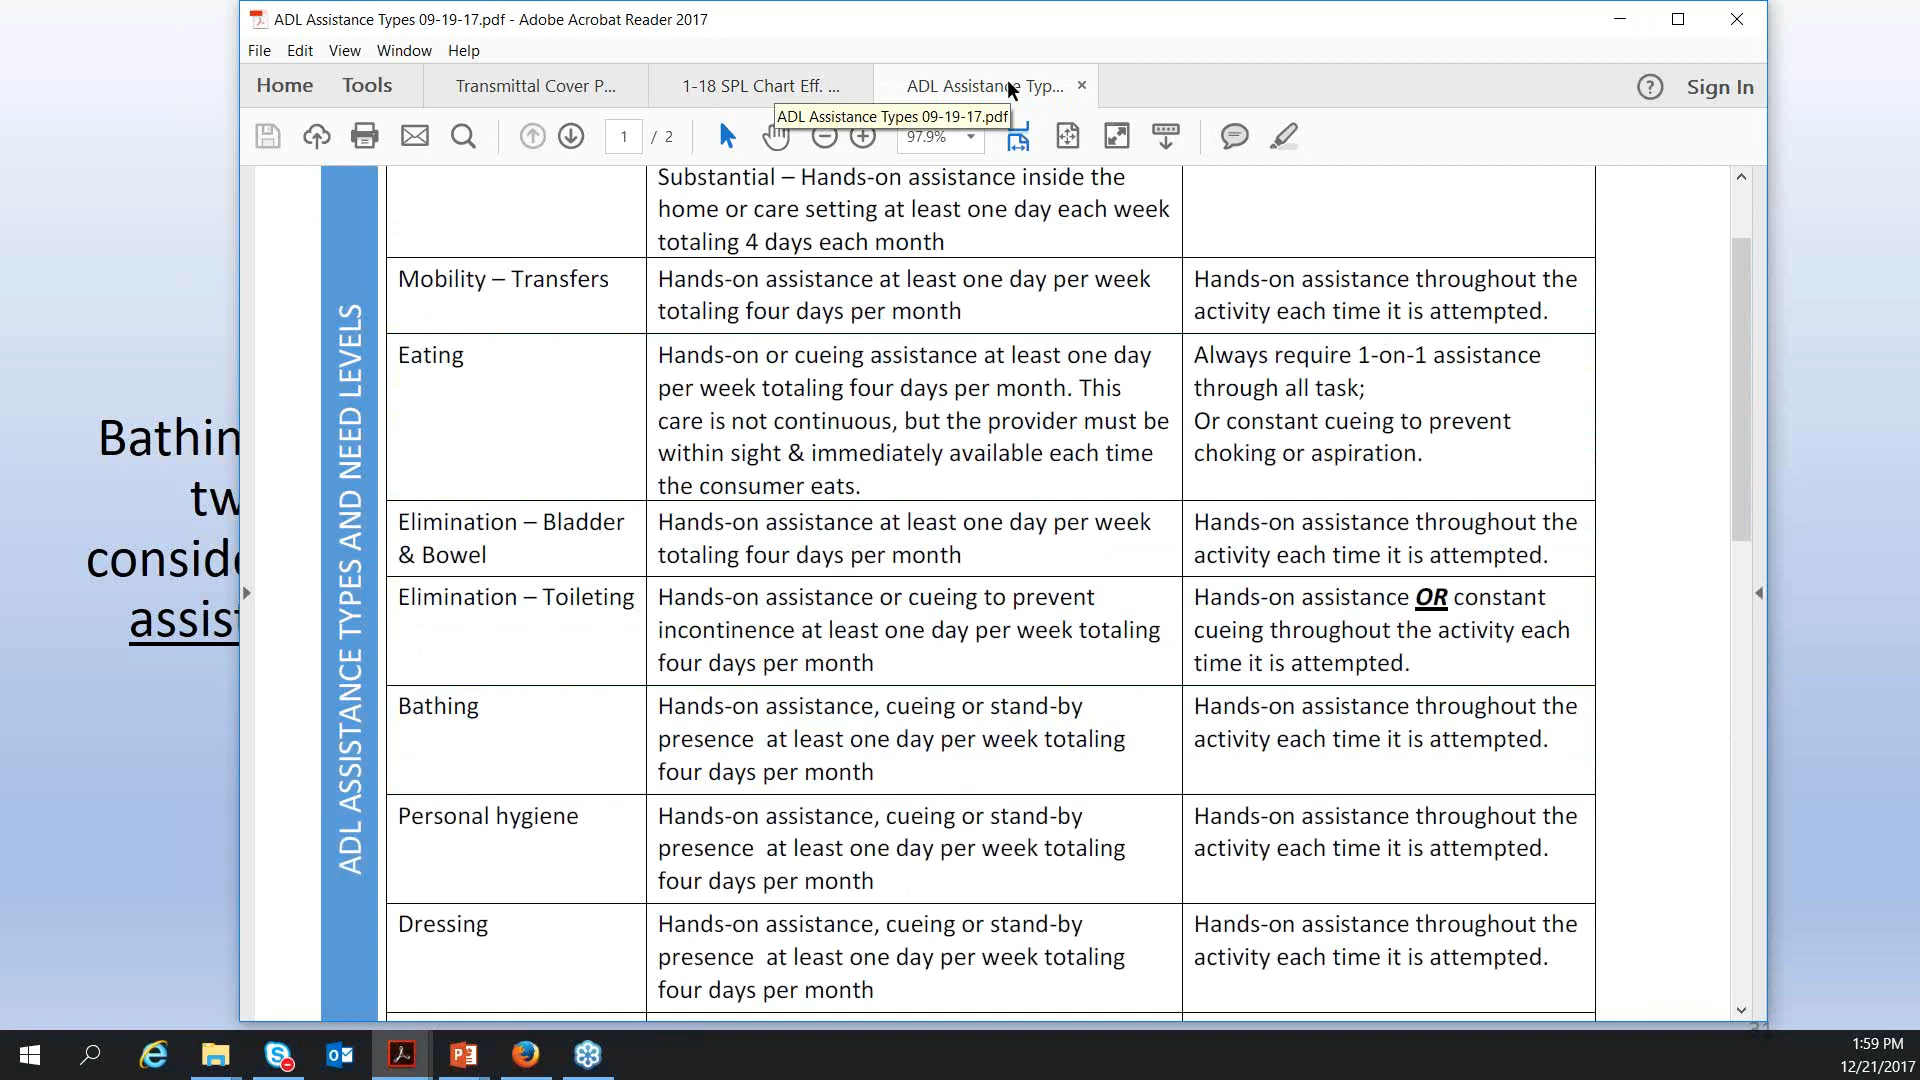 ADL Assistance Types 09-19-17.pdf - Adobe Acrobat Reader 2017
File Edit View Window Help
Home Tools Transmittal Cover P... 1-18 SPL Chart Eff. ... ADL Assistance Typ... × Sign In
ADL Assistance Types 09-19-17.pdf
1 / 2 97.9%
Bathin
tw
consid
assist
ADL ASSISTANCE TYPES AND NEED LEVELS
Substantial – Hands-on assistance inside the
home or care setting at least one day each week
totaling 4 days each month
Mobility – Transfers
Hands-on assistance at least one day per week
totaling four days per month
Hands-on assistance throughout the
activity each time it is attempted.
Eating
Hands-on or cueing assistance at least one day
per week totaling four days per month. This
care is not continuous, but the provider must be
within sight & immediately available each time
the consumer eats.
Always require 1-on-1 assistance
through all task;
Or constant cueing to prevent
choking or aspiration.
Elimination – Bladder
& Bowel
Hands-on assistance at least one day per week
totaling four days per month
Hands-on assistance throughout the
activity each time it is attempted.
Elimination – Toileting
Hands-on assistance or cueing to prevent
incontinence at least one day per week totaling
four days per month
Hands-on assistance OR constant
cueing throughout the activity each
time it is attempted.
Bathing
Hands-on assistance, cueing or stand-by
presence at least one day per week totaling
four days per month
Hands-on assistance throughout the
activity each time it is attempted.
Personal hygiene
Hands-on assistance, cueing or stand-by
presence at least one day per week totaling
four days per month
Hands-on assistance throughout the
activity each time it is attempted.
Dressing
Hands-on assistance, cueing or stand-by
presence at least one day per week totaling
four days per month
Hands-on assistance throughout the
activity each time it is attempted.
1:59 PM
12/21/2017